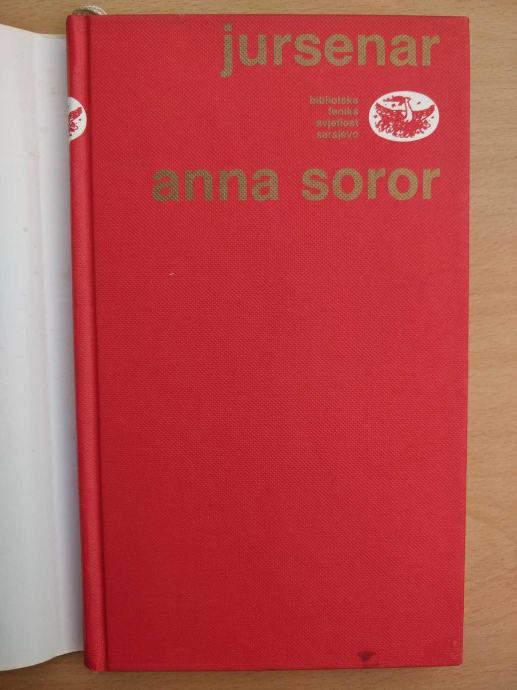 jursenar
biblioteka
feniks
svjetlost
sarajevo
anna soror